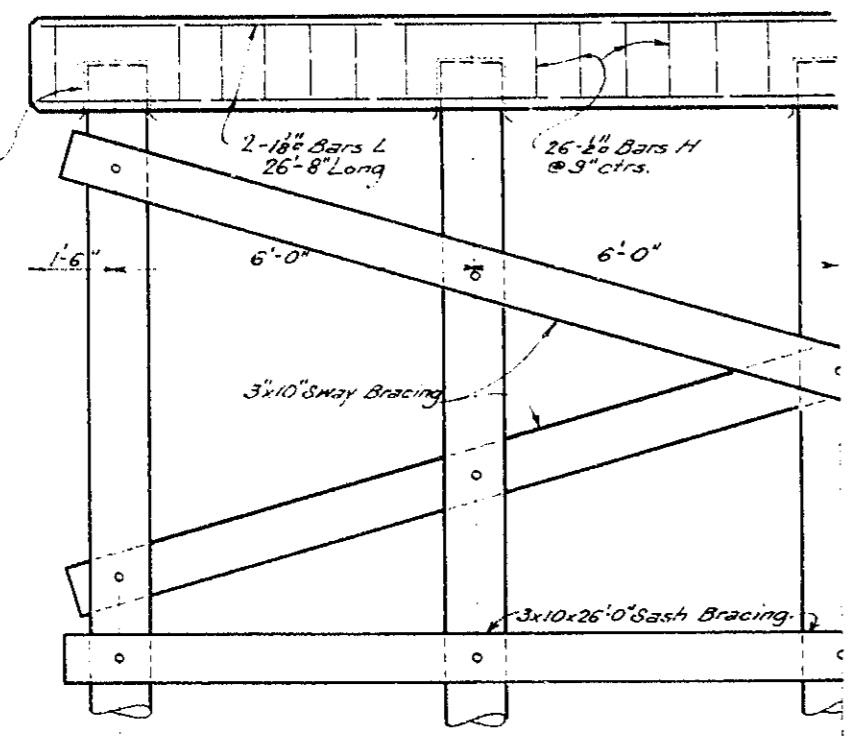 2-1⅛"□ Bars L
26'-8" Long
26-½"□ Bars H
@ 9" ctrs.
1'-6"
6'-0"
6'-0"
3"x10" Sway Bracing
3x10x26'-0" Sash Bracing.